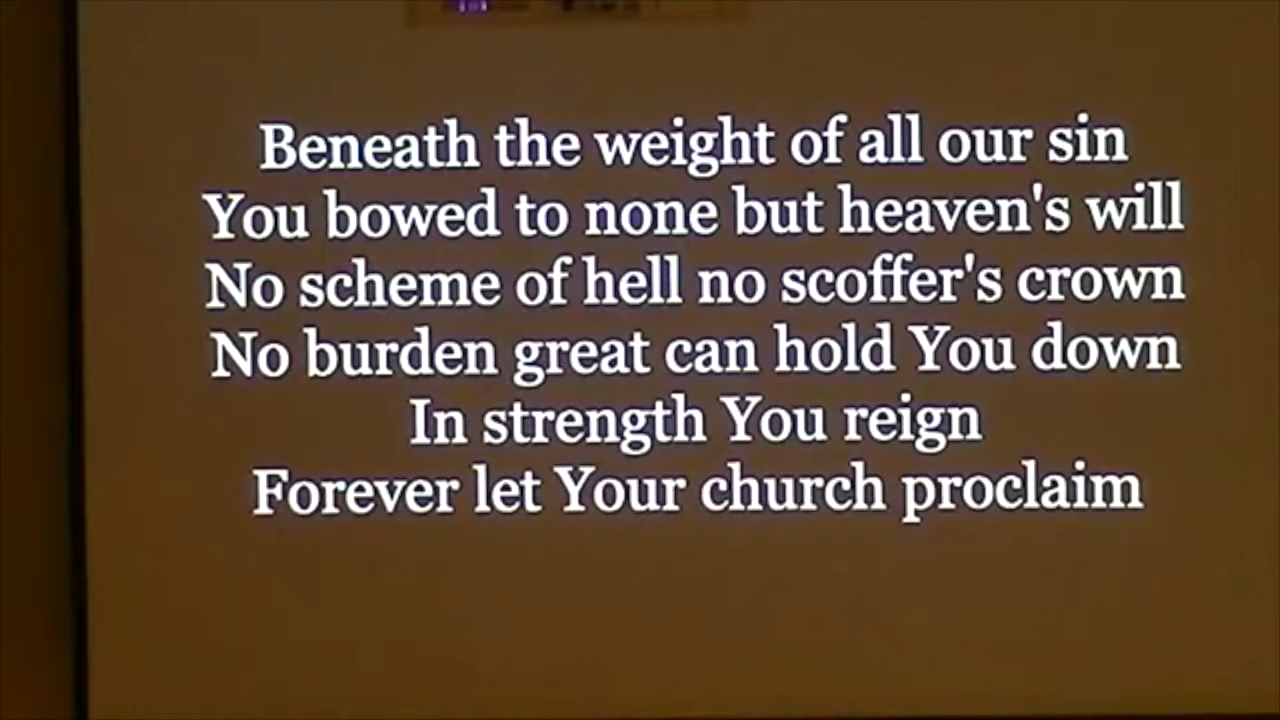 Beneath the weight of all our sin
You bowed to none but heaven's will
No scheme of hell no scoffer's crown
No burden great can hold You down
In strength You reign
Forever let Your church proclaim